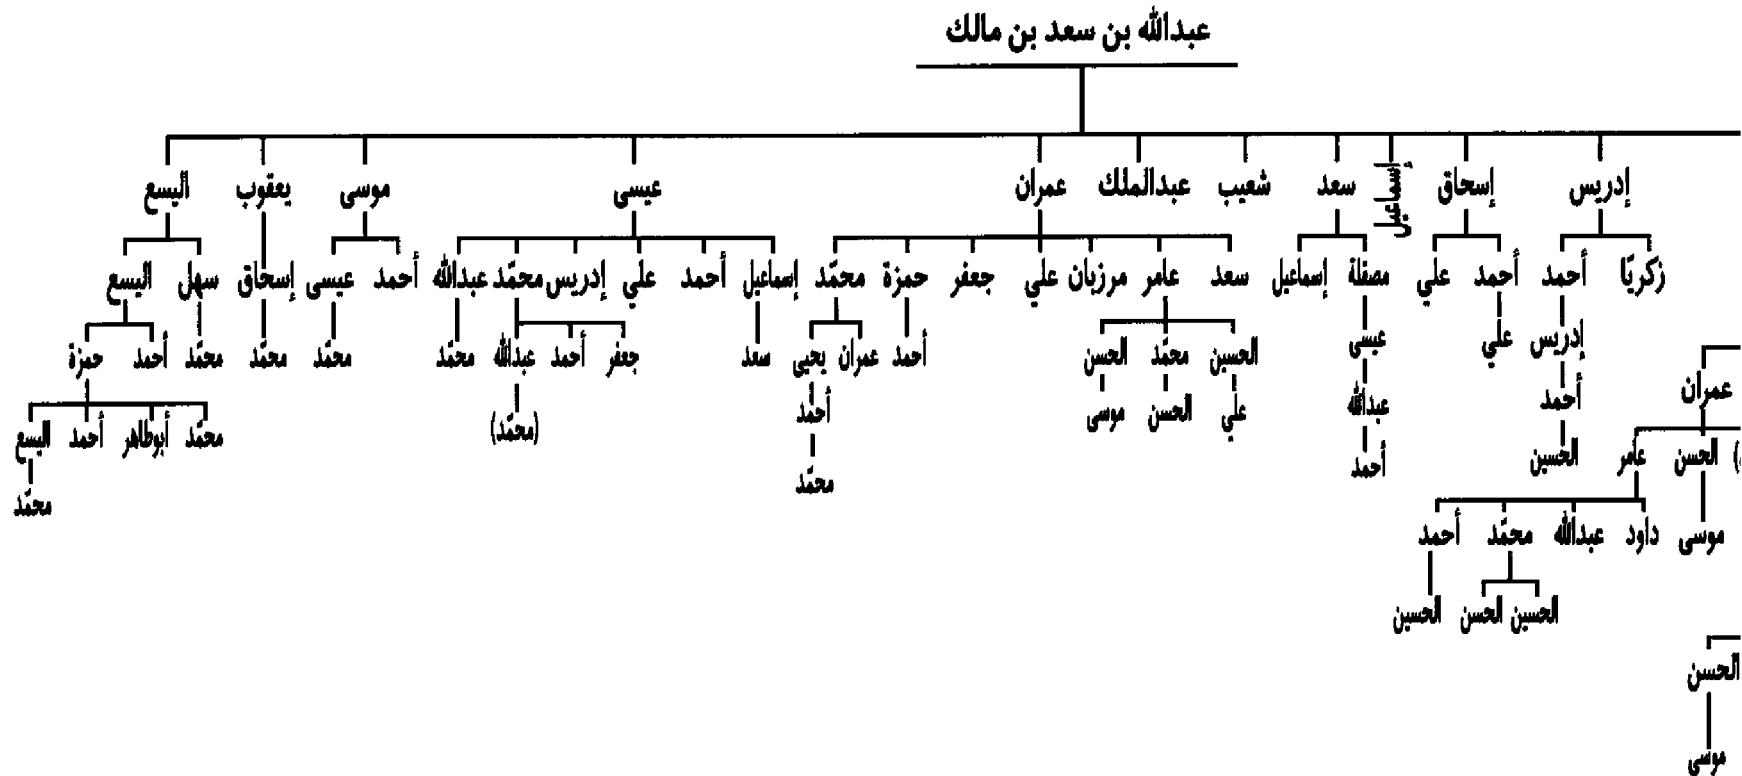 عبدالله بن سعد بن مالك
إدريس إسحاق إسماعيل سعد شعيب عبدالملك عمران عيسى موسى يعقوب اليسع
زكريّا أحمد أحمد علي مصقلة إسماعيل سعد عامر مرزبان علي جعفر حمزة محمّد إسماعيل أحمد علي إدريس محمّد عبدالله أحمد عيسى إسحاق سهل اليسع
إدريس علي عيسى الحسين محمّد الحسن أحمد عمران يحيى سعد جعفر أحمد عبدالله محمّد محمّد محمّد محمّد أحمد حمزة
عمران أحمد عبدالله علي الحسن موسى أحمد (محمّد) محمّد أبوطاهر أحمد اليسع
الحسن عامر الحسين أحمد محمّد محمّد
موسى داود عبدالله محمّد أحمد
الحسين الحسن الحسين
الحسن
موسى